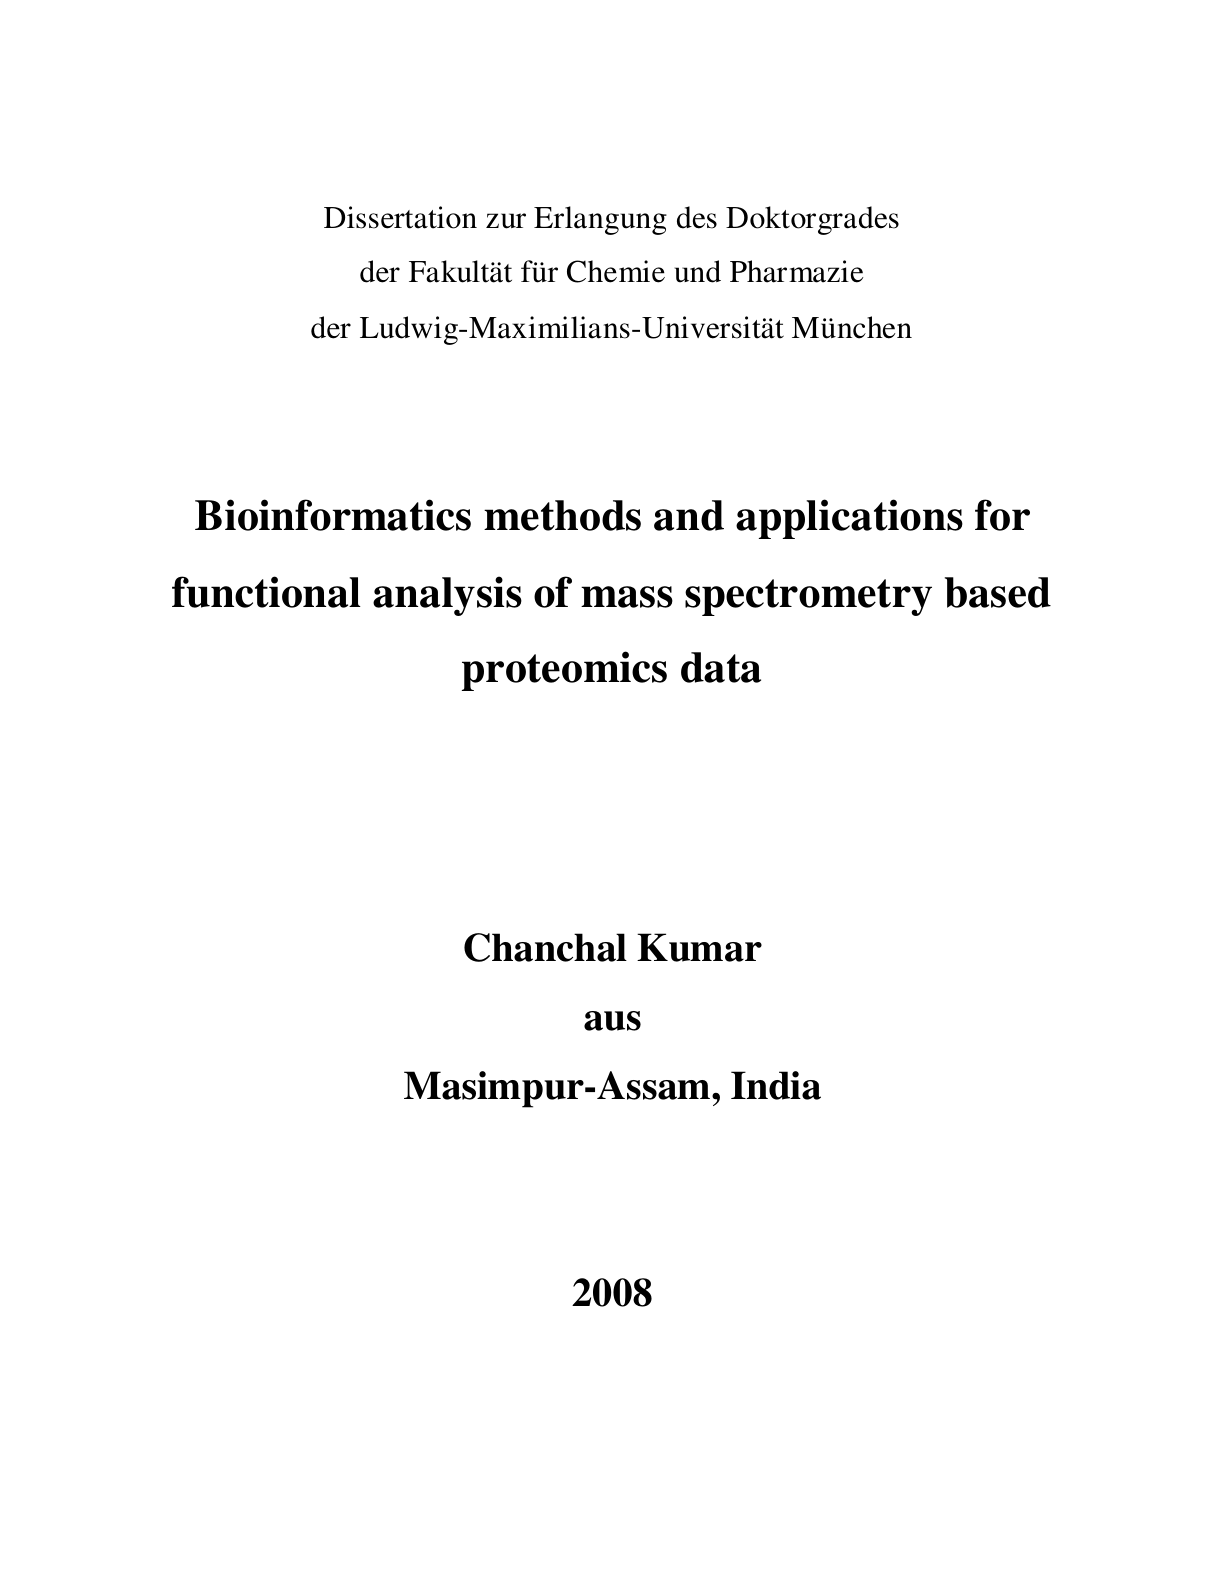 Dissertation zur Erlangung des Doktorgrades
der Fakultät für Chemie und Pharmazie
der Ludwig-Maximilians-Universität München
Bioinformatics methods and applications for
functional analysis of mass spectrometry based
proteomics data
Chanchal Kumar
aus
Masimpur-Assam, India
2008